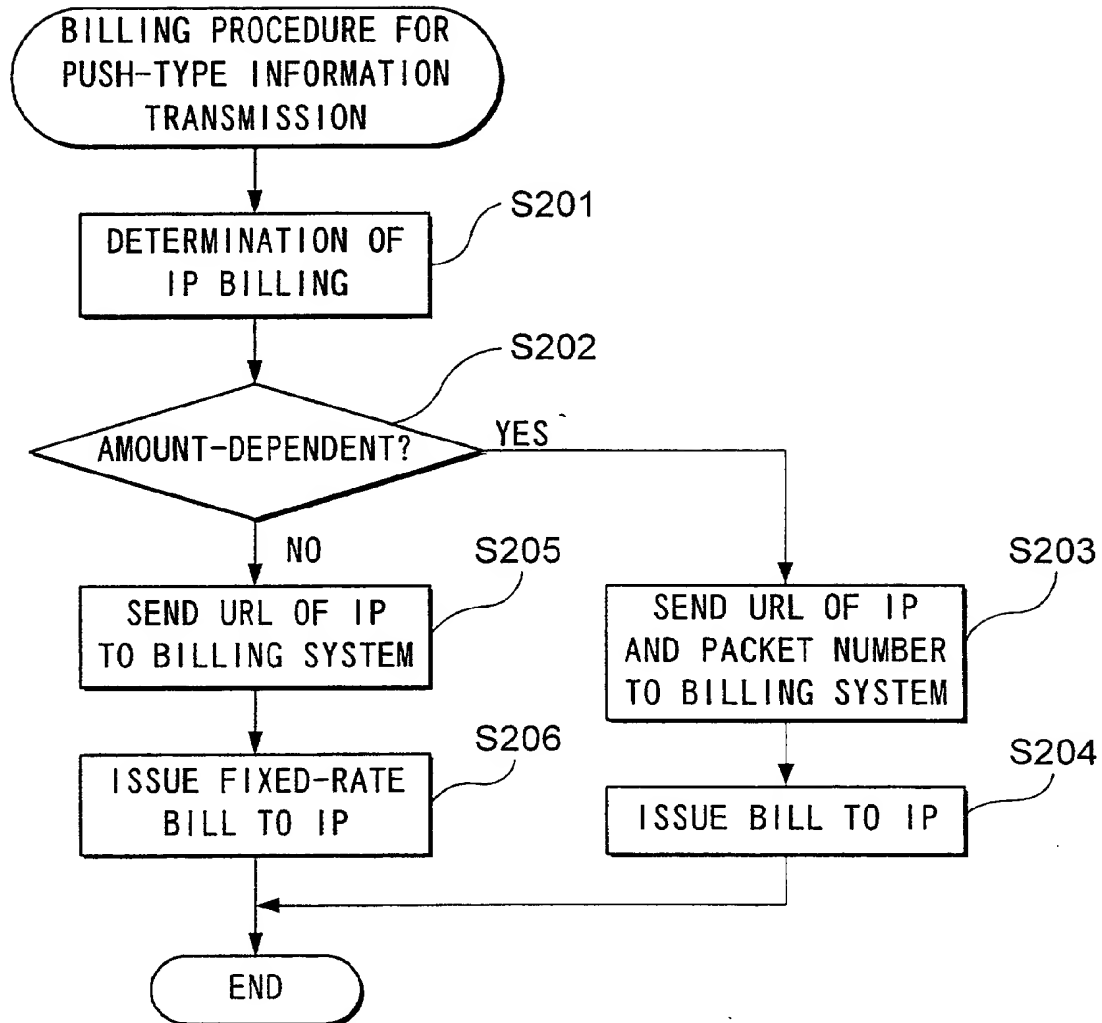 BILLING PROCEDURE FOR
PUSH-TYPE INFORMATION
TRANSMISSION
S201
DETERMINATION OF
IP BILLING
S202
AMOUNT-DEPENDENT?
YES
NO
S205
SEND URL OF IP
TO BILLING SYSTEM
S203
SEND URL OF IP
AND PACKET NUMBER
TO BILLING SYSTEM
S206
ISSUE FIXED-RATE
BILL TO IP
S204
ISSUE BILL TO IP
END